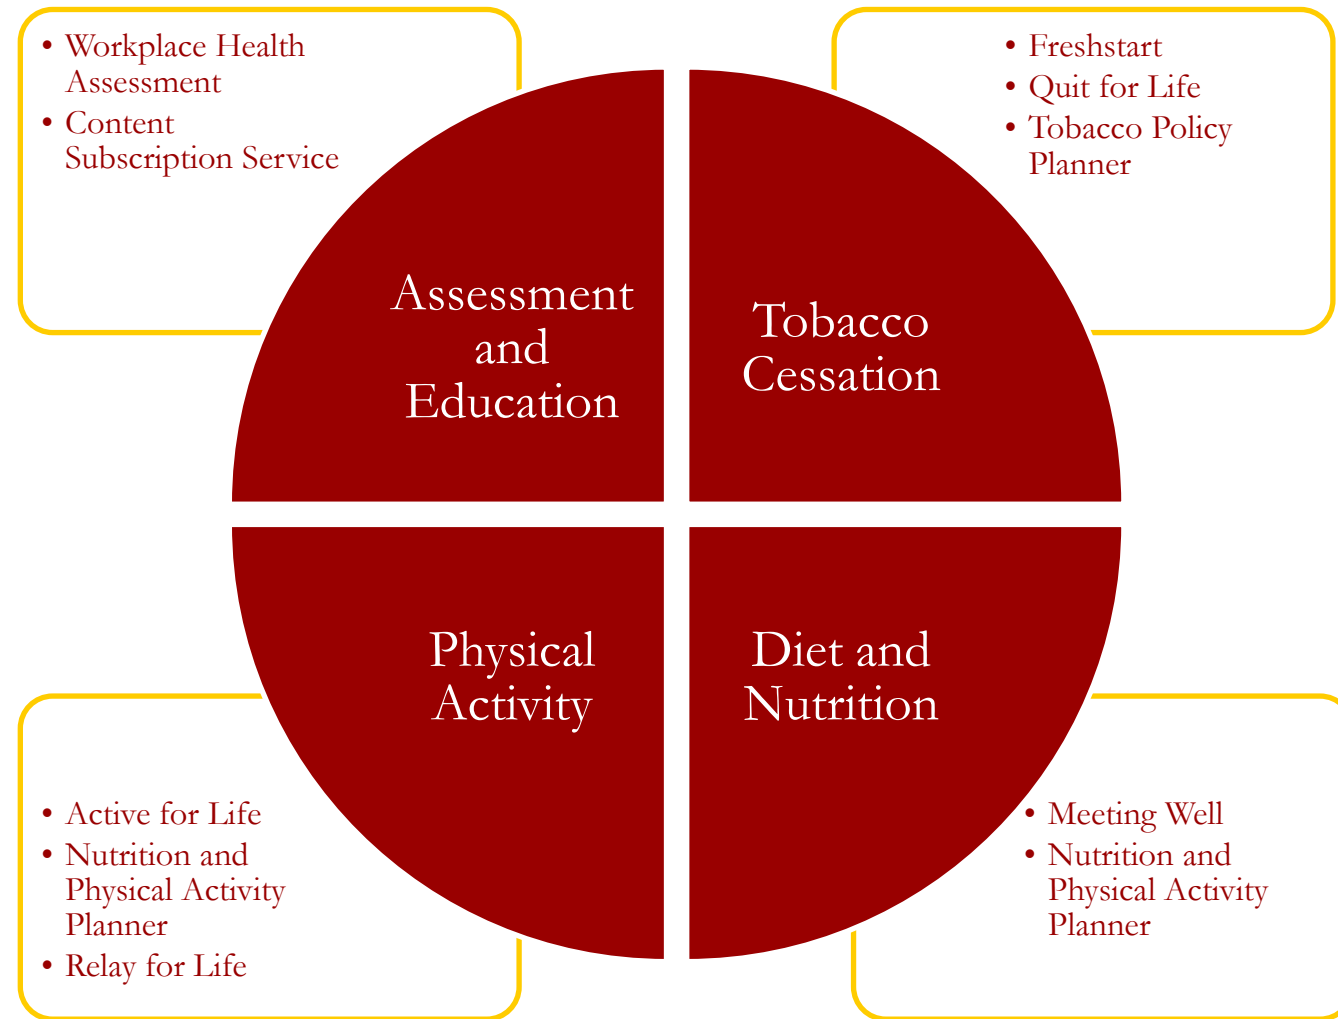 • Workplace Health
Assessment
• Content
Subscription Service
• Freshstart
• Quit for Life
• Tobacco Policy
Planner
Assessment
and
Education
Tobacco
Cessation
Physical
Activity
Diet and
Nutrition
• Active for Life
• Nutrition and
Physical Activity
Planner
• Relay for Life
• Meeting Well
• Nutrition and
Physical Activity
Planner